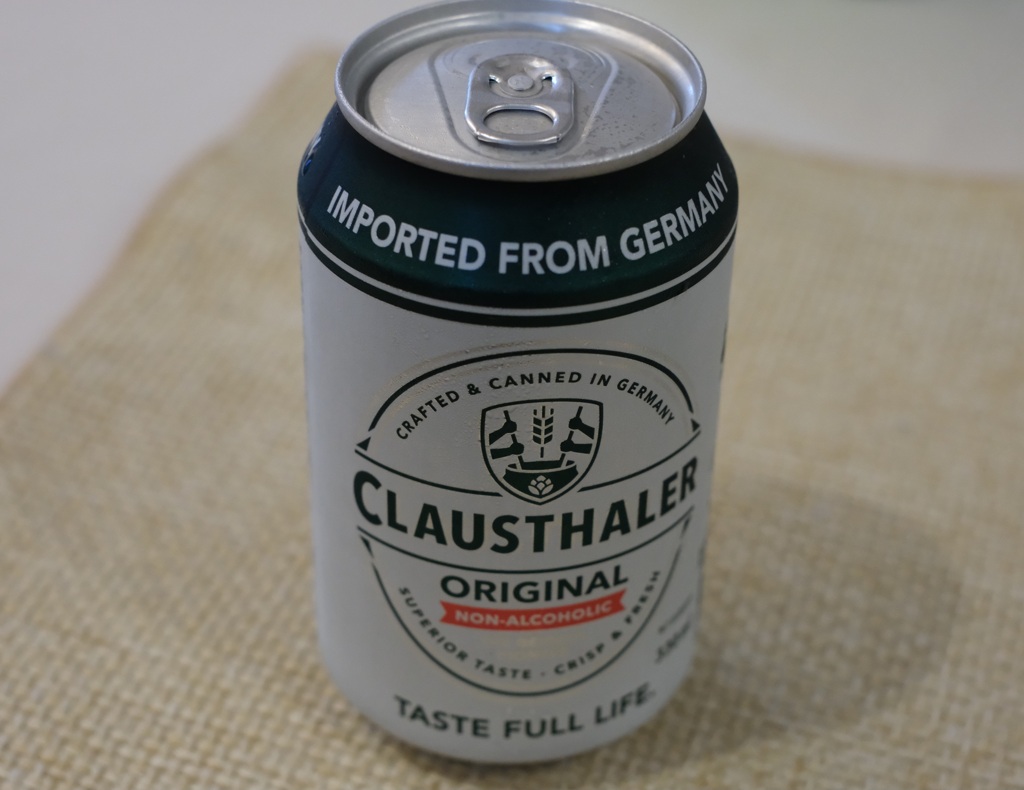 IMPORTED FROM GERMANY
CRAFTED & CANNED IN GERMANY
CLAUSTHALER
ORIGINAL
NON-ALCOHOLIC
SUPERIOR TASTE - CRISP & FRESH
TASTE FULL LIFE.